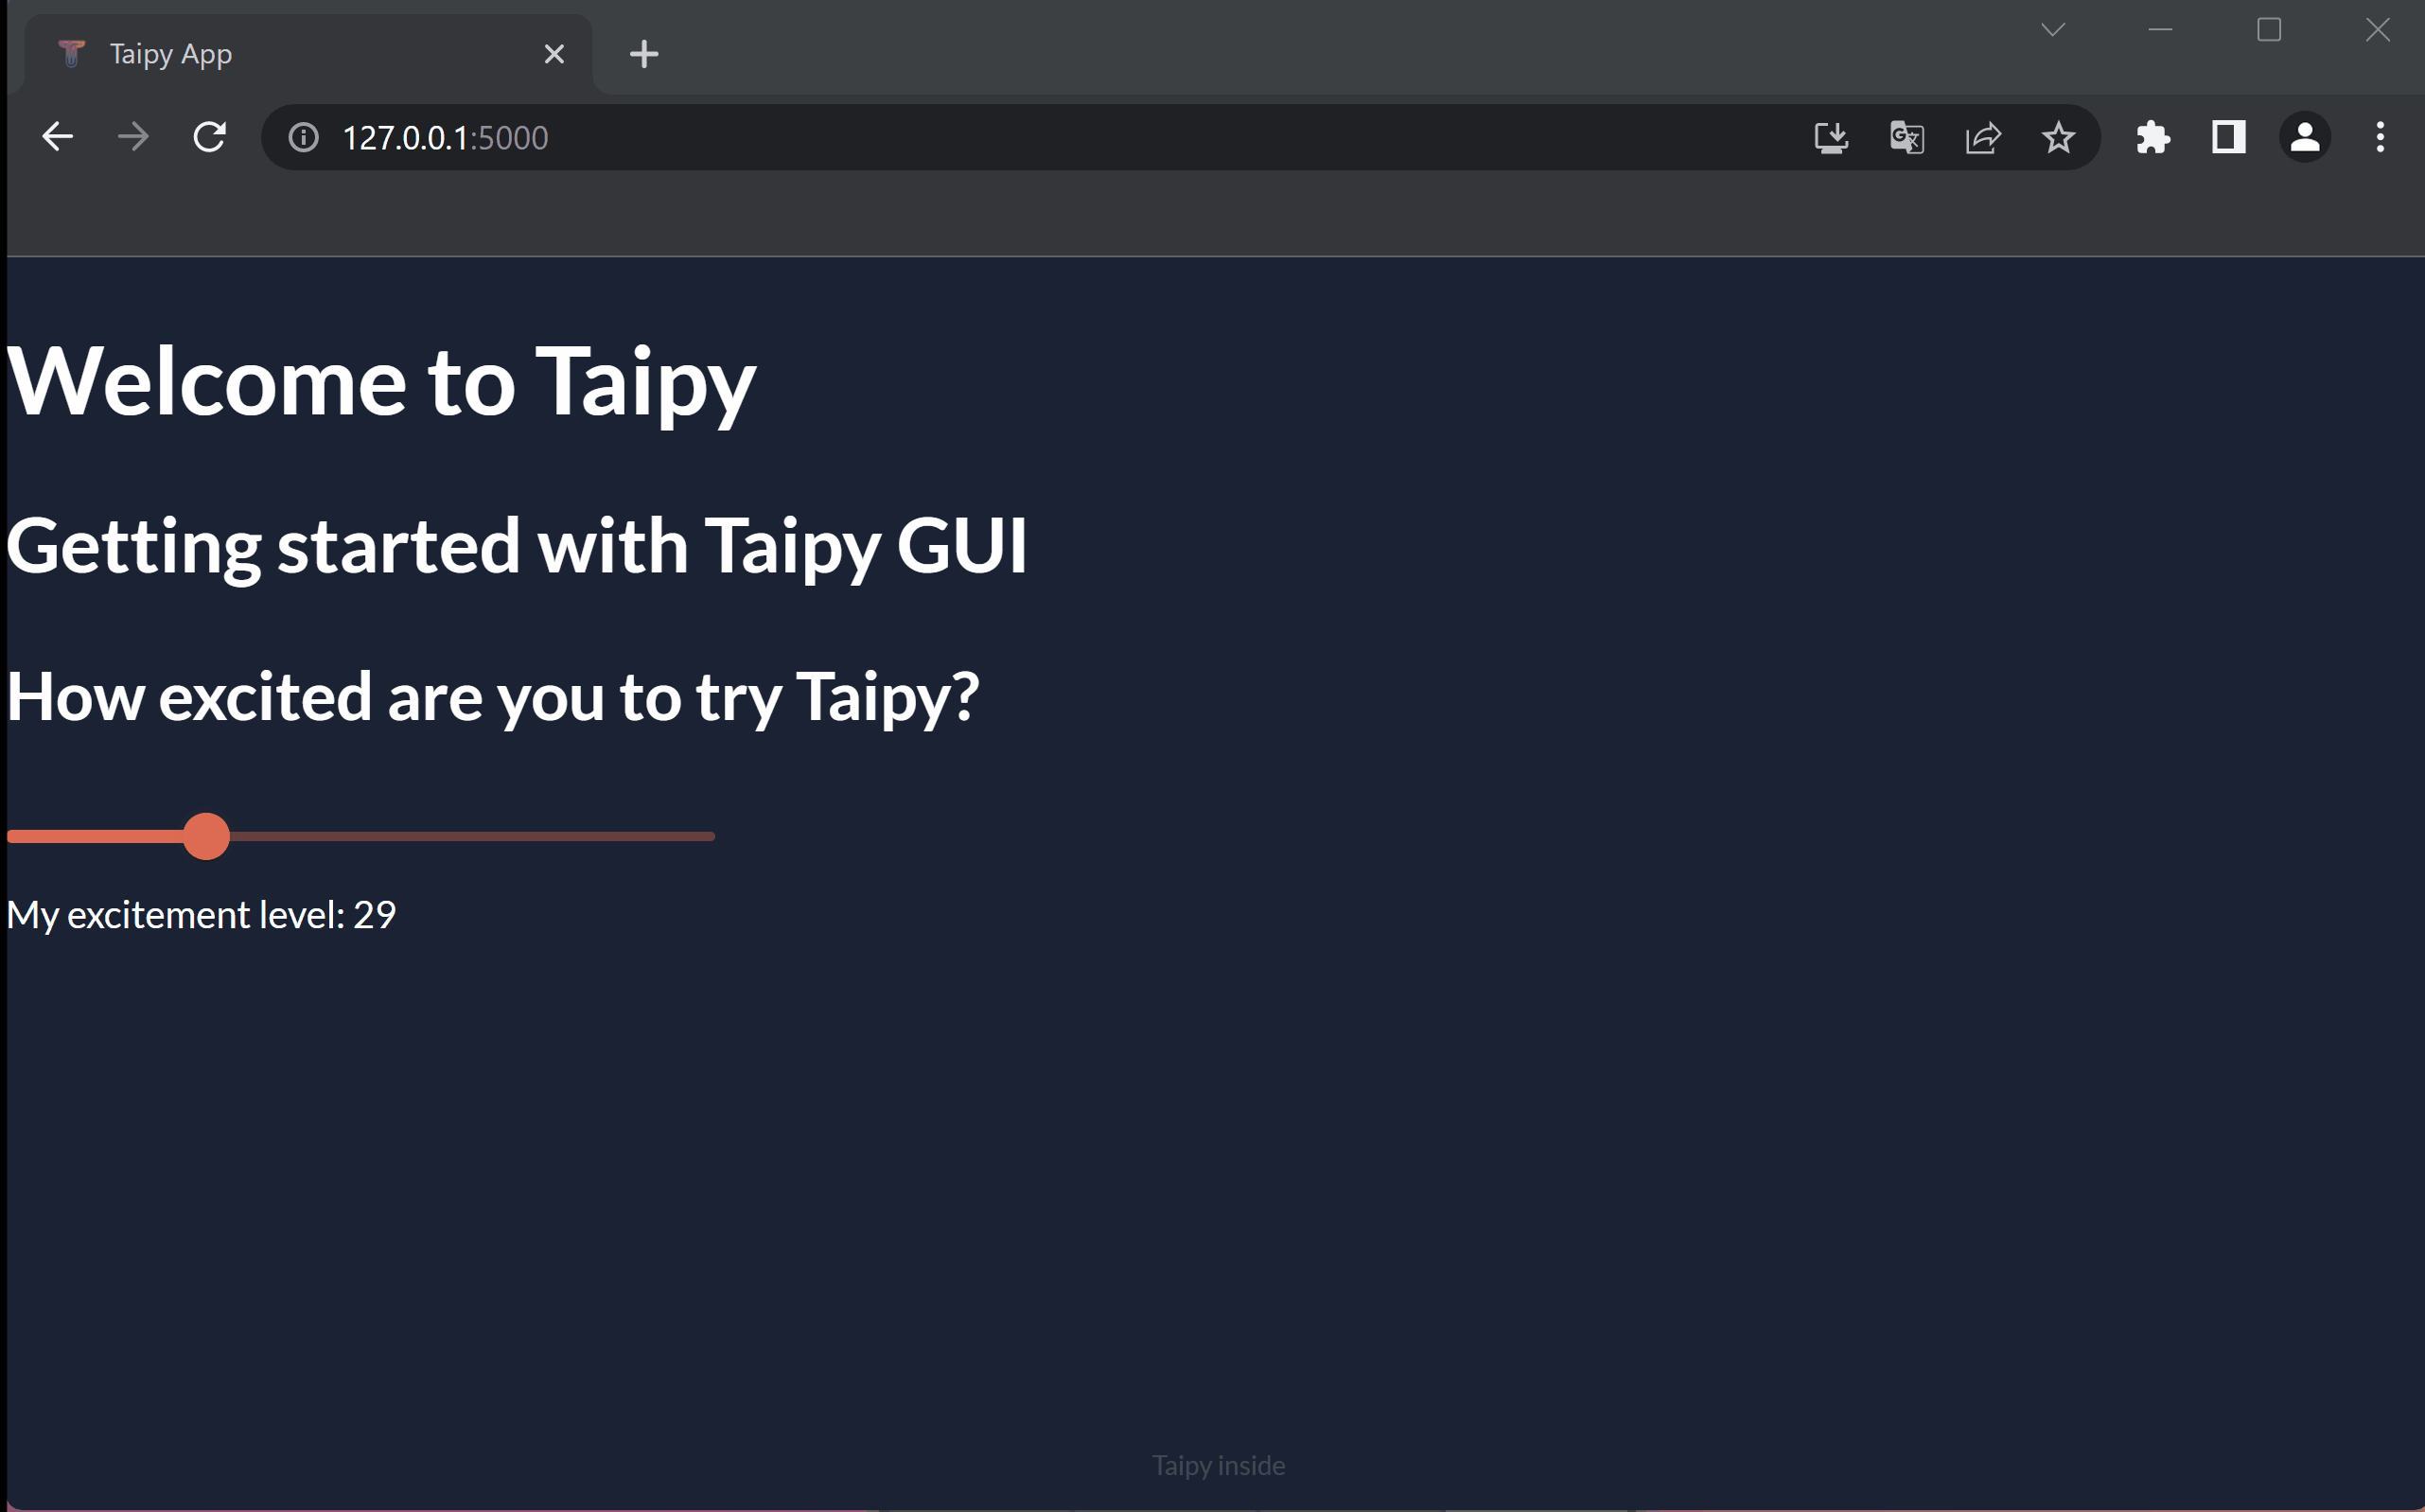 Taipy App
127.0.0.1:5000
Welcome to Taipy
Getting started with Taipy GUI
How excited are you to try Taipy?
My excitement level: 29
Taipy inside